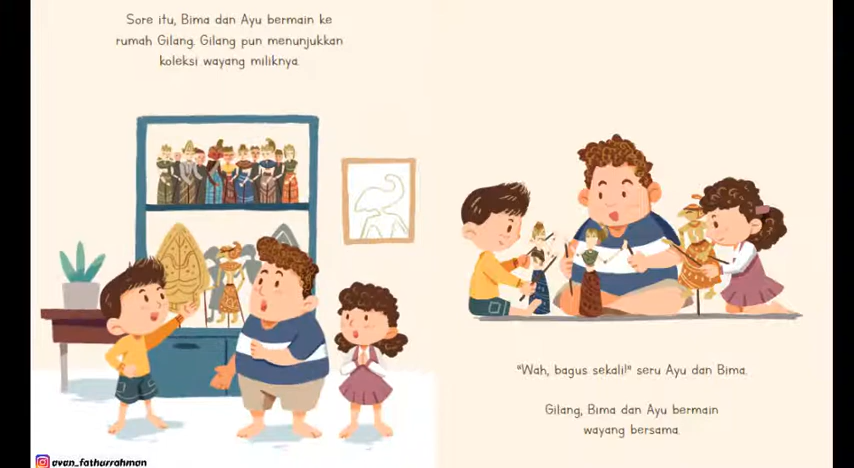 Sore itu, Bima dan Ayu bermain ke
rumah Gilang. Gilang pun menunjukkan
koleksi wayang miliknya.
"Wah, bagus sekali!" seru Ayu dan Bima.
Gilang, Bima dan Ayu bermain
wayang bersama.
avan_fathurrahman